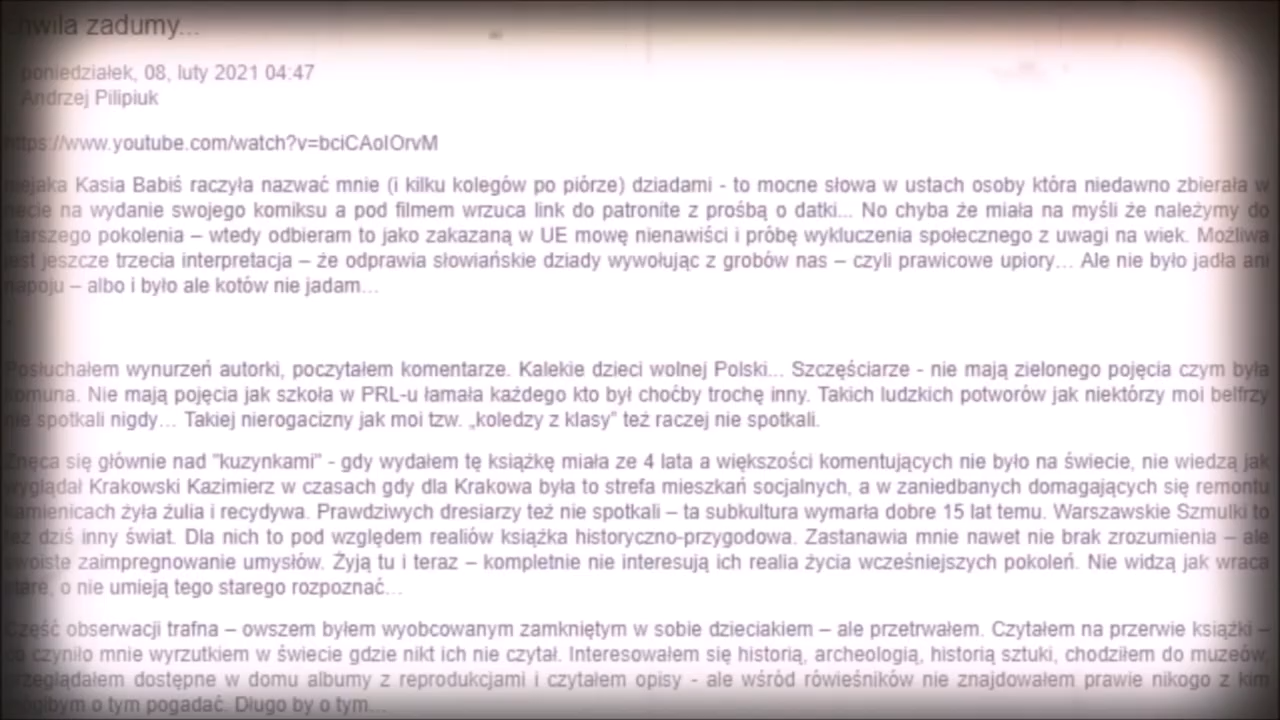 chwila zadumy...
poniedziałek, 08, luty 2021 04:47
Andrzej Pilipiuk
https://www.youtube.com/watch?v=bciCAoIOrvM
niejaka Kasia Babiś raczyła nazwać mnie (i kilku kolegów po piórze) dziadami - to mocne słowa w ustach osoby która niedawno zbierała w
necie na wydanie swojego komiksu a pod filmem wrzuca link do patronite z prośbą o datki... No chyba że miała na myśli że należymy do
starszego pokolenia – wtedy odbieram to jako zakazaną w UE mowę nienawiści i próbę wykluczenia społecznego z uwagi na wiek. Możliwa
jest jeszcze trzecia interpretacja – że odprawia słowiańskie dziady wywołując z grobów nas – czyli prawicowe upiory... Ale nie było jadła ani
napoju – albo i było ale kotów nie jadam...
Posłuchałem wynurzeń autorki, poczytałem komentarze. Kalekie dzieci wolnej Polski... Szczęściarze - nie mają zielonego pojęcia czym była
komuna. Nie mają pojęcia jak szkoła w PRL-u łamała każdego kto był choćby trochę inny. Takich ludzkich potworów jak niektórzy moi belfrzy
nie spotkali nigdy... Takiej nierogacizny jak moi tzw. „koledzy z klasy” też raczej nie spotkali.
Znęca się głównie nad "kuzynkami" - gdy wydałem tę książkę miała ze 4 lata a większości komentujących nie było na świecie, nie wiedzą jak
wyglądał Krakowski Kazimierz w czasach gdy dla Krakowa była to strefa mieszkań socjalnych, a w zaniedbanych domagających się remontu
kamienicach żyła żulia i recydywa. Prawdziwych dresiarzy też nie spotkali – ta subkultura wymarła dobre 15 lat temu. Warszawskie Szmulki to
też dziś inny świat. Dla nich to pod względem realiów książka historyczno-przygodowa. Zastanawia mnie nawet nie brak zrozumienia – ale
swoiste zaimpregnowanie umysłów. Żyją tu i teraz – kompletnie nie interesują ich realia życia wcześniejszych pokoleń. Nie widzą jak wraca
stare, o nie umieją tego starego rozpoznać...
Część obserwacji trafna – owszem byłem wyobcowanym zamkniętym w sobie dzieciakiem – ale przetrwałem. Czytałem na przerwie książki –
co czyniło mnie wyrzutkiem w świecie gdzie nikt ich nie czytał. Interesowałem się historią, archeologią, historią sztuki, chodziłem do muzeów,
przeglądałem dostępne w domu albumy z reprodukcjami i czytałem opisy - ale wśród rówieśników nie znajdowałem prawie nikogo z kim
mógłbym o tym pogadać. Długo by o tym...